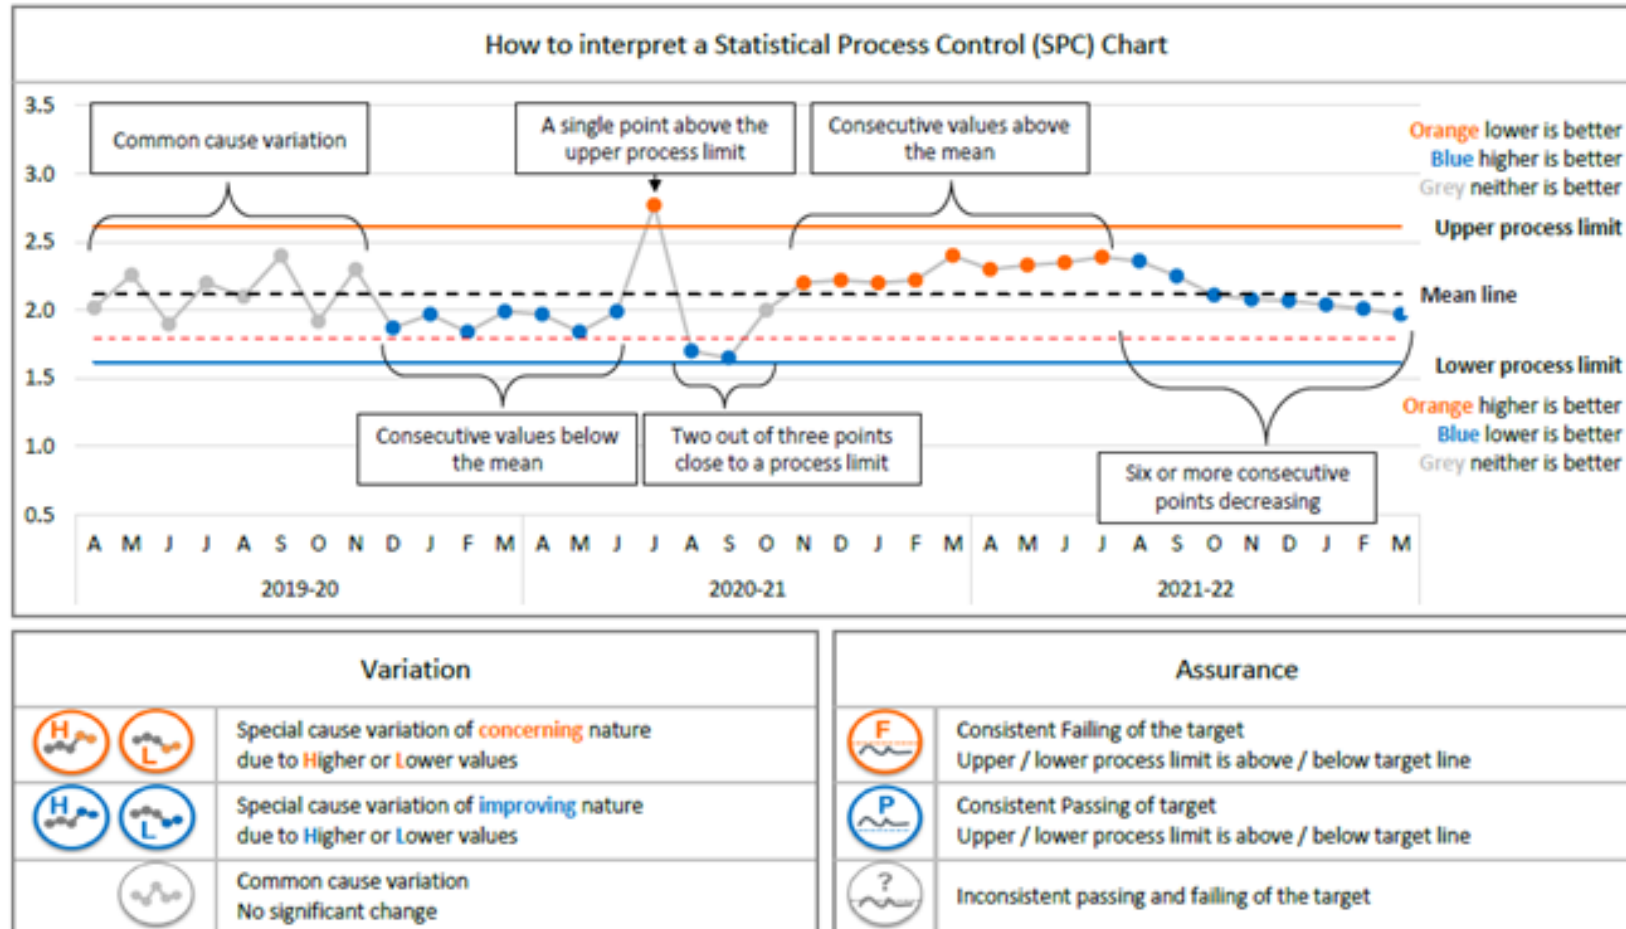 How to interpret a Statistical Process Control (SPC) Chart
3.5
3.0
2.5
2.0
1.5
1.0
0.5
Common cause variation
A single point above the
upper process limit
Consecutive values above
the mean
Orange lower is better
Blue higher is better
Grey neither is better
Upper process limit
Mean line
Lower process limit
Orange higher is better
Blue lower is better
Grey neither is better
Consecutive values below
the mean
Two out of three points
close to a process limit
Six or more consecutive
points decreasing
A M J J A S O N D J F M A M J J A S O N D J F M A M J J A S O N D J F M
2019-20 2020-21 2021-22
Variation
H L
Special cause variation of concerning nature
due to Higher or Lower values
H L
Special cause variation of improving nature
due to Higher or Lower values
Common cause variation
No significant change
Assurance
F
Consistent Failing of the target
Upper / lower process limit is above / below target line
P
Consistent Passing of target
Upper / lower process limit is above / below target line
?
Inconsistent passing and failing of the target